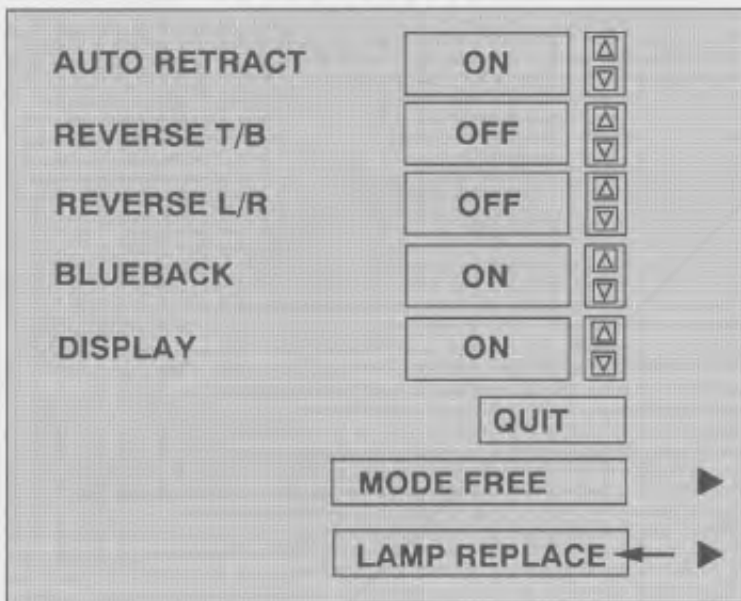 AUTO RETRACT ON
REVERSE T/B OFF
REVERSE L/R OFF
BLUEBACK ON
DISPLAY ON
QUIT
MODE FREE
LAMP REPLACE